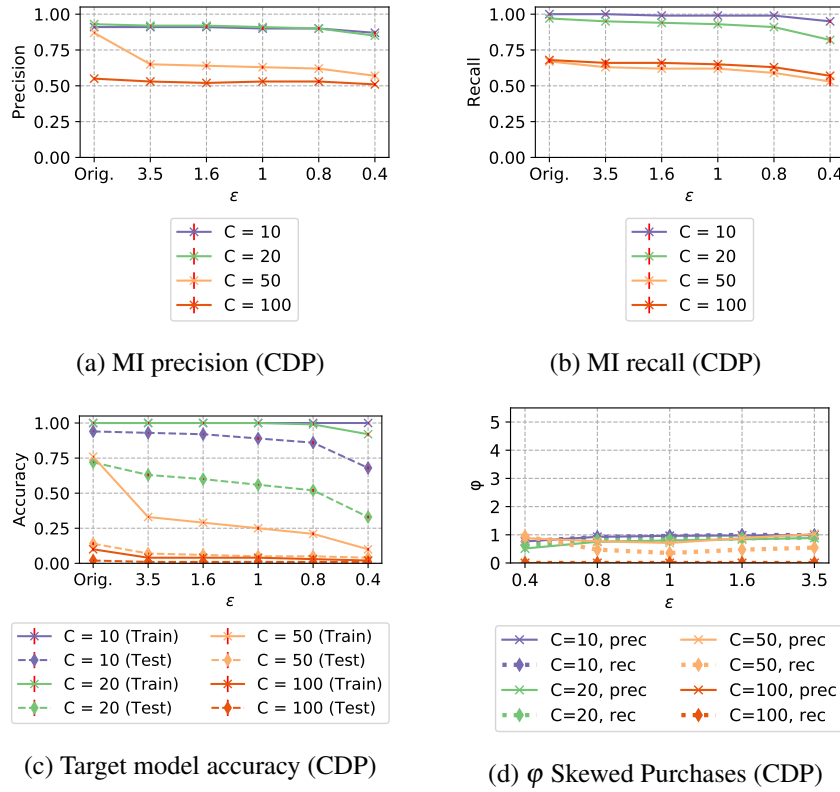 Precision
1.00
0.75
0.50
0.25
0.00
Orig. 3.5 1.6 1 0.8 0.4
ε
C = 10
C = 20
C = 50
C = 100
(a) MI precision (CDP)
Recall
1.00
0.75
0.50
0.25
0.00
Orig. 3.5 1.6 1 0.8 0.4
ε
C = 10
C = 20
C = 50
C = 100
(b) MI recall (CDP)
Accuracy
1.00
0.75
0.50
0.25
0.00
Orig. 3.5 1.6 1 0.8 0.4
ε
C = 10 (Train) C = 50 (Train)
C = 10 (Test) C = 50 (Test)
C = 20 (Train) C = 100 (Train)
C = 20 (Test) C = 100 (Test)
(c) Target model accuracy (CDP)
φ
5
4
3
2
1
0
0.4 0.8 1 1.6 3.5
ε
C=10, prec C=50, prec
C=10, rec C=50, rec
C=20, prec C=100, prec
C=20, rec C=100, rec
(d) φ Skewed Purchases (CDP)